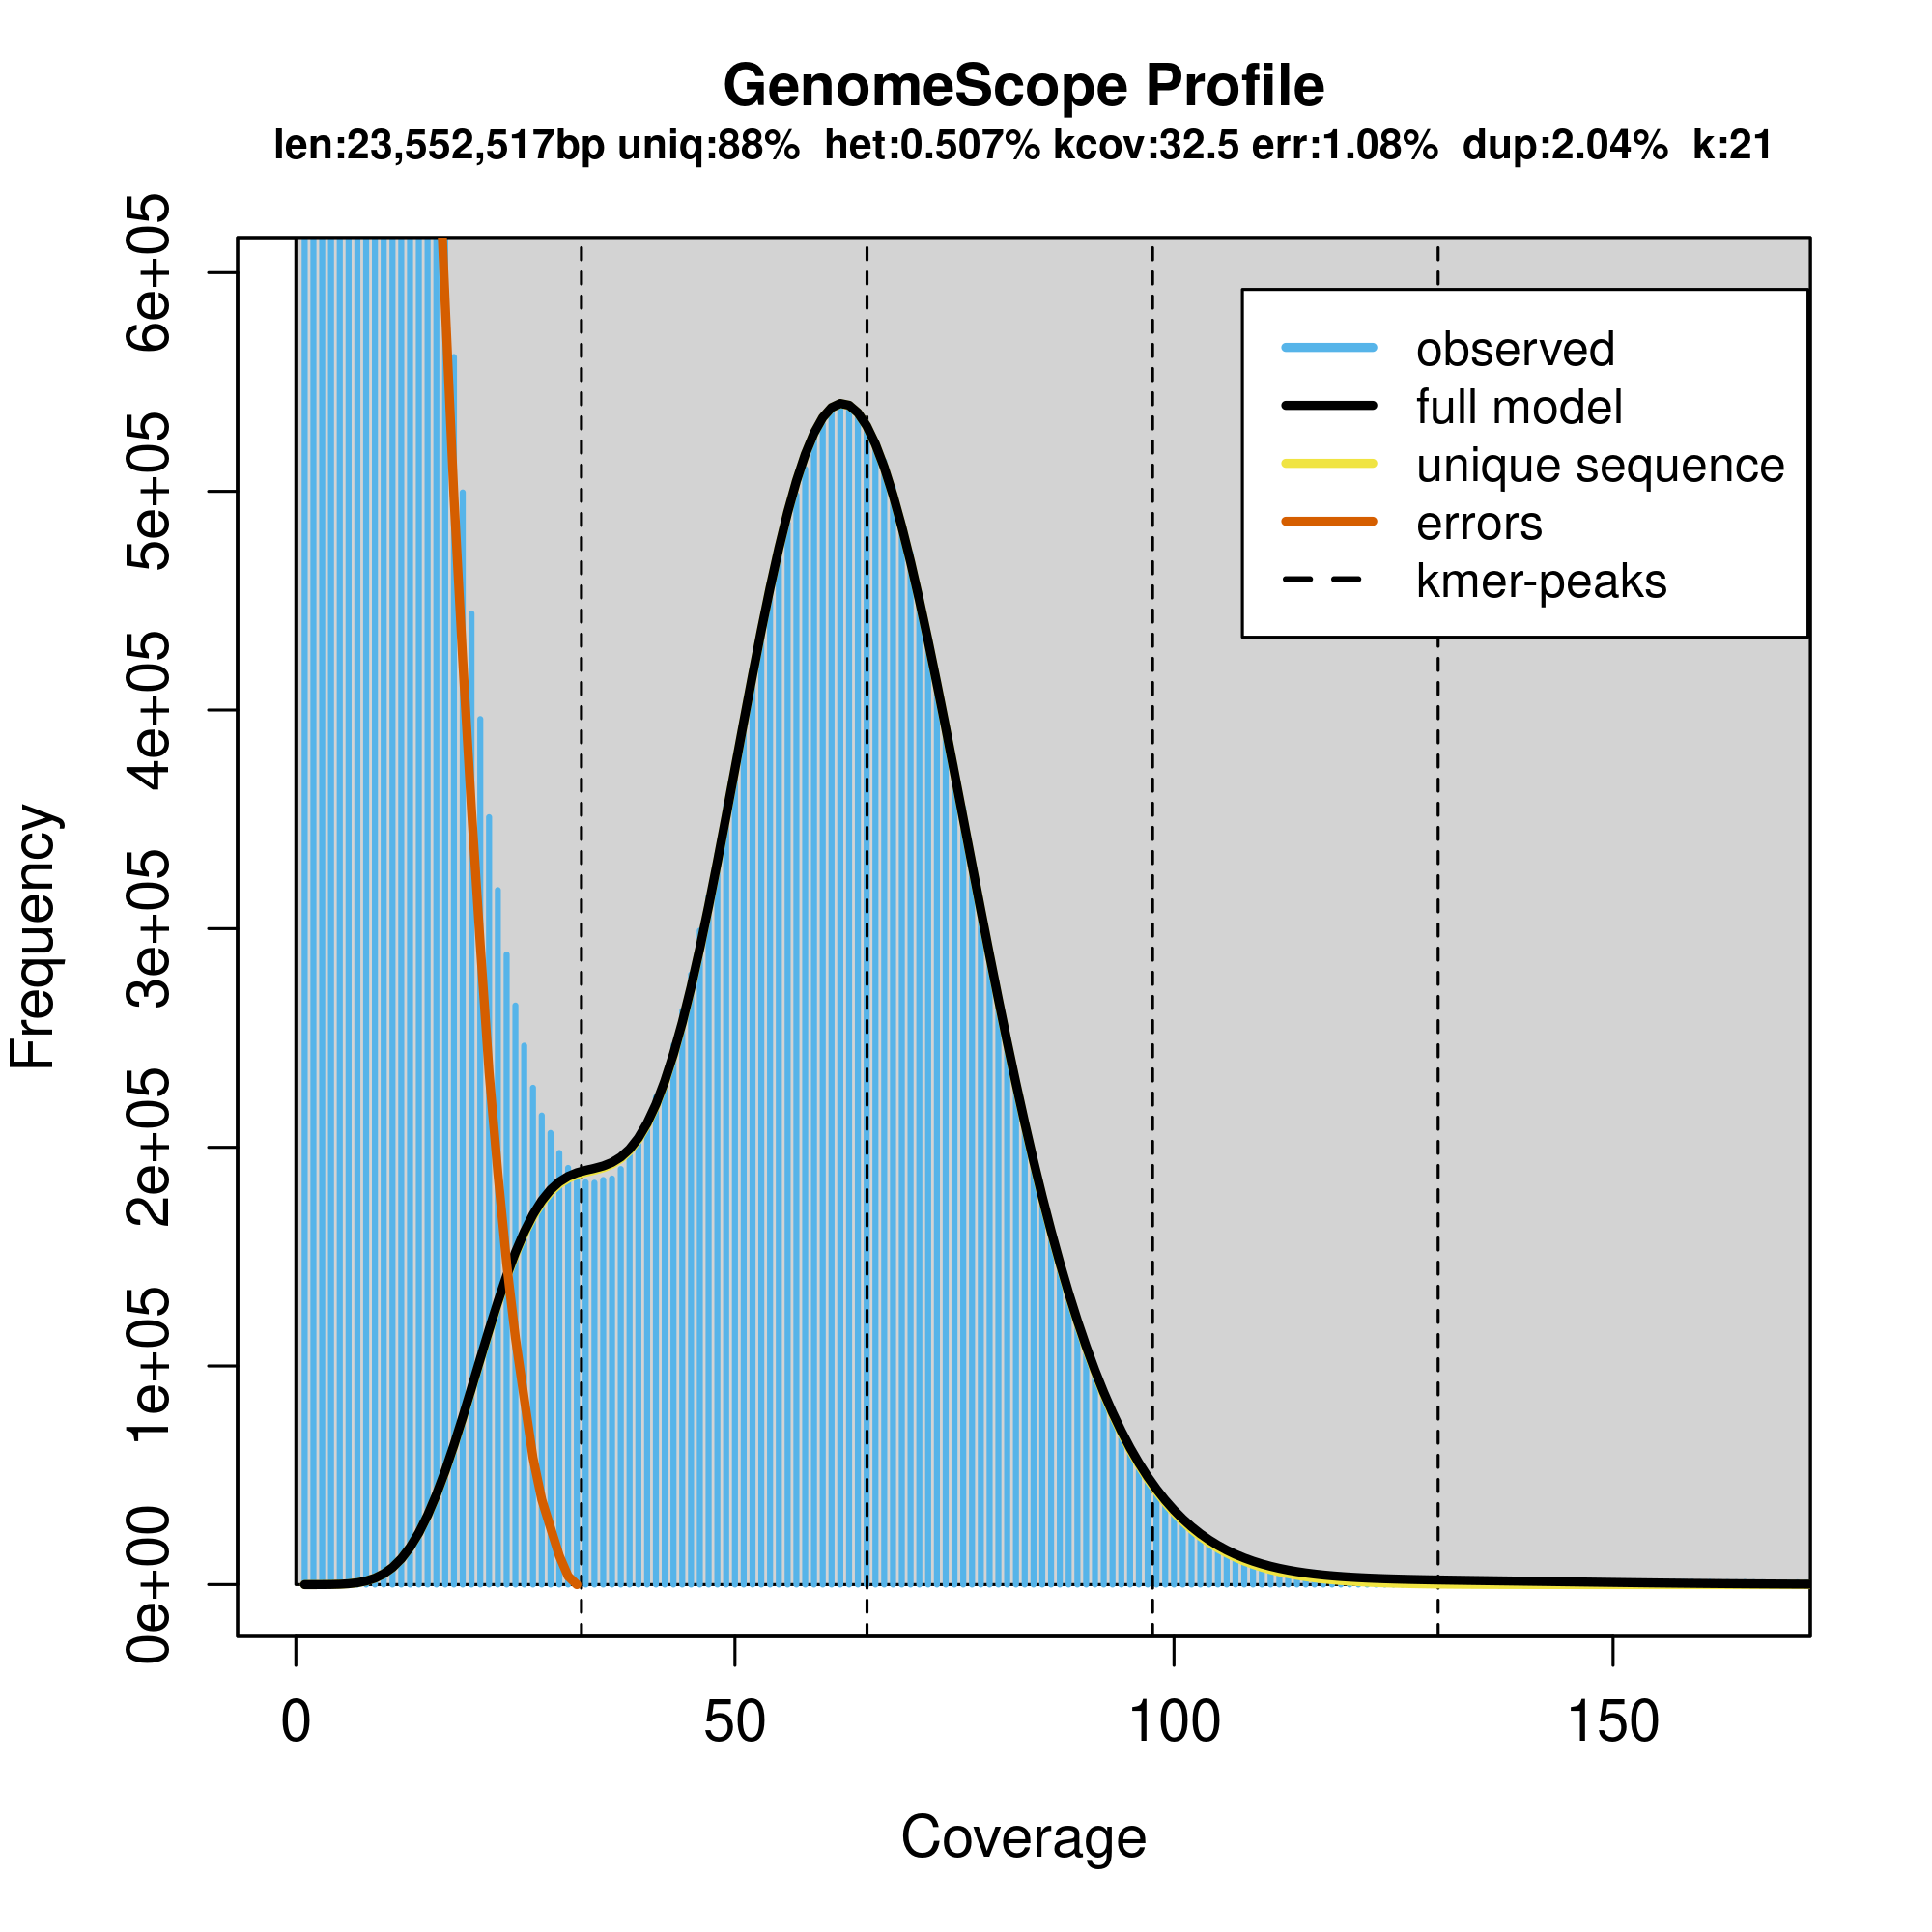 GenomeScope Profile
len:23,552,517bp uniq:88% het:0.507% kcov:32.5 err:1.08% dup:2.04% k:21
Frequency
6e+05
5e+05
4e+05
3e+05
2e+05
1e+05
0e+00
observed
full model
unique sequence
errors
kmer-peaks
0 50 100 150
Coverage